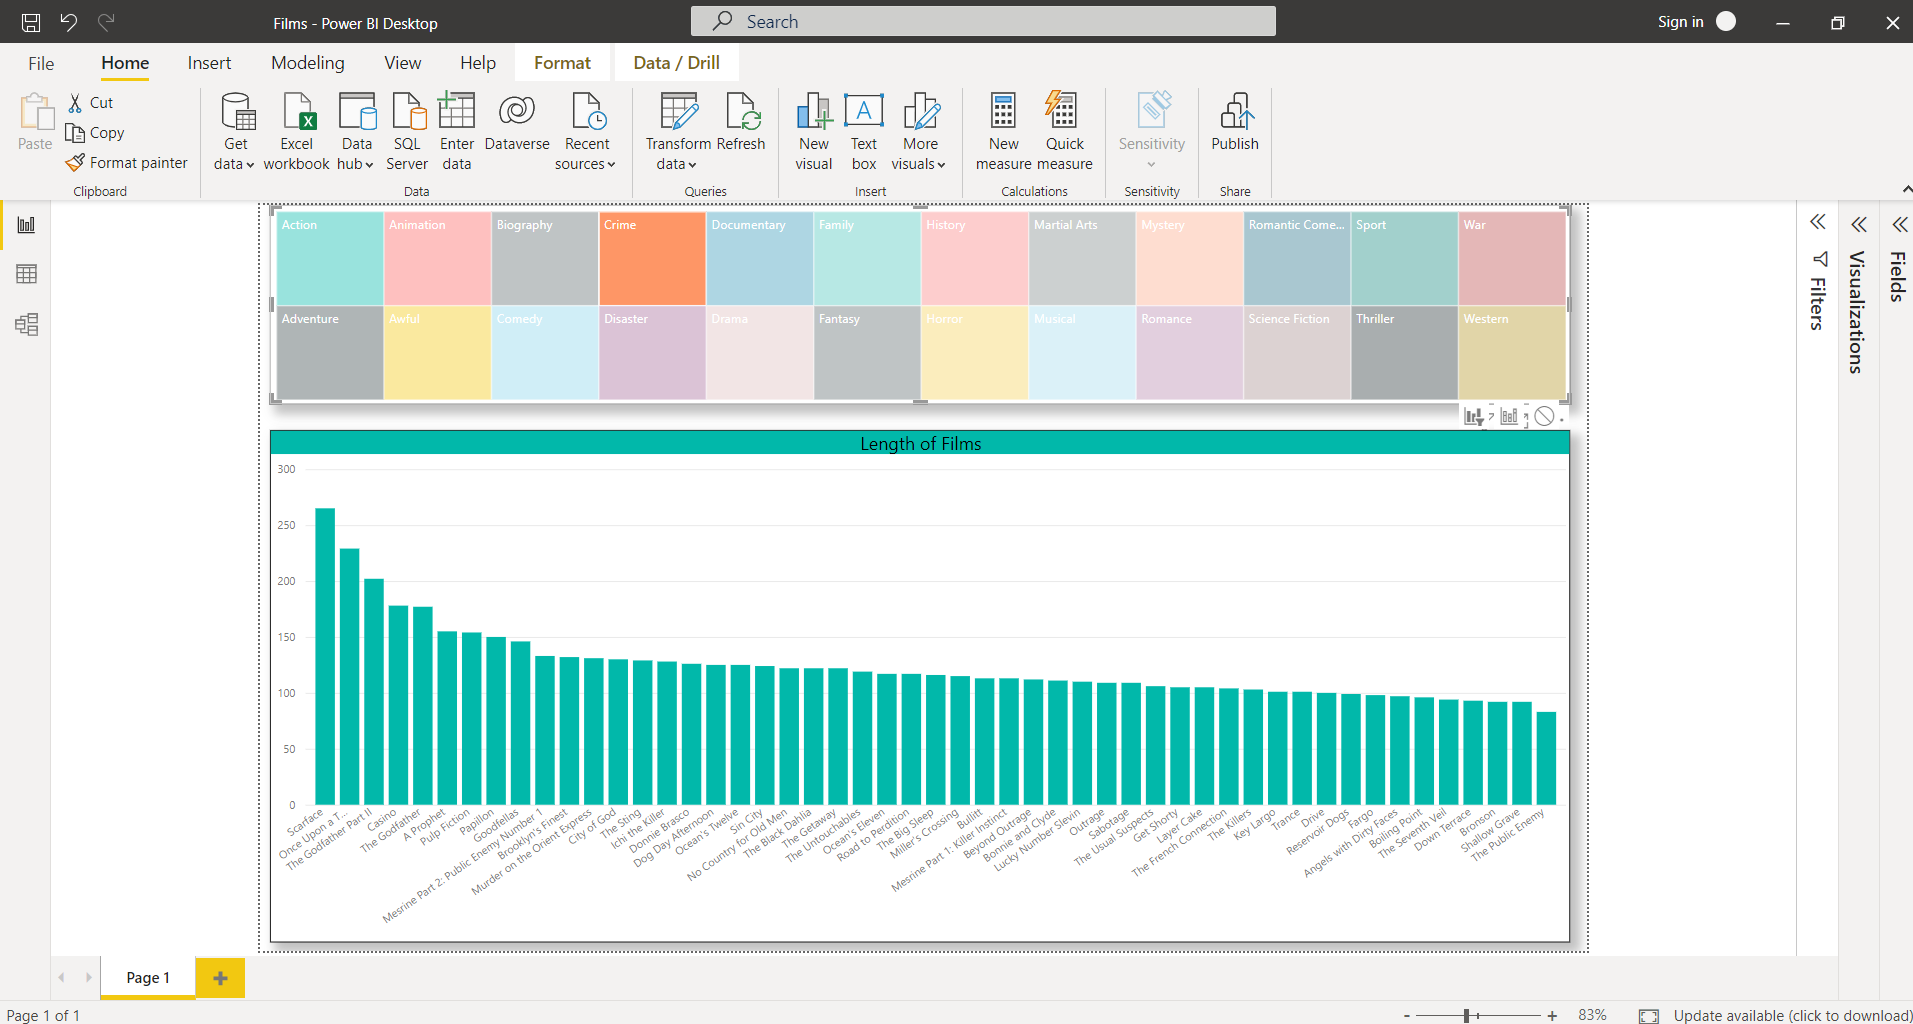 Films - Power BI Desktop
Search
Sign in
File Home Insert Modeling View Help Format Data / Drill
Paste
Cut
Copy
Format painter
Clipboard
Get data
Excel workbook
Data hub
SQL Server
Enter data
Dataverse
Recent sources
Data
Transform data
Refresh
Queries
New visual
Text box
More visuals
Insert
New measure
Quick measure
Calculations
Sensitivity
Sensitivity
Publish
Share
Action Animation Biography Crime Documentary Family History Martial Arts Mystery Romantic Come... Sport War
Adventure Awful Comedy Disaster Drama Fantasy Horror Musical Romance Science Fiction Thriller Western
Filters
Visualizations
Fields
Length of Films
300
250
200
150
100
50
0
Scarface
Once Upon a T...
The Godfather Part II
Casino
The Godfather
A Prophet
Pulp Fiction
Papillon
Goodfellas
Mesrine Part 2: Public Enemy Number 1
Brooklyn's Finest
Murder on the Orient Express
City of God
The Sting
Ichi the Killer
Donnie Brasco
Dog Day Afternoon
Ocean's Twelve
Sin City
No Country for Old Men
The Black Dahlia
The Getaway
The Untouchables
Ocean's Eleven
Road to Perdition
The Big Sleep
Miller's Crossing
Bullitt
Mesrine Part 1: Killer Instinct
Beyond Outrage
Bonnie and Clyde
Lucky Number Slevin
Outrage
Sabotage
The Usual Suspects
Get Shorty
Layer Cake
The French Connection
The Killers
Key Largo
Trance
Drive
Reservoir Dogs
Fargo
Angels with Dirty Faces
Boiling Point
The Seventh Veil
Down Terrace
Bronson
Shallow Grave
The Public Enemy
Page 1
Page 1 of 1
- + 83%
Update available (click to download)